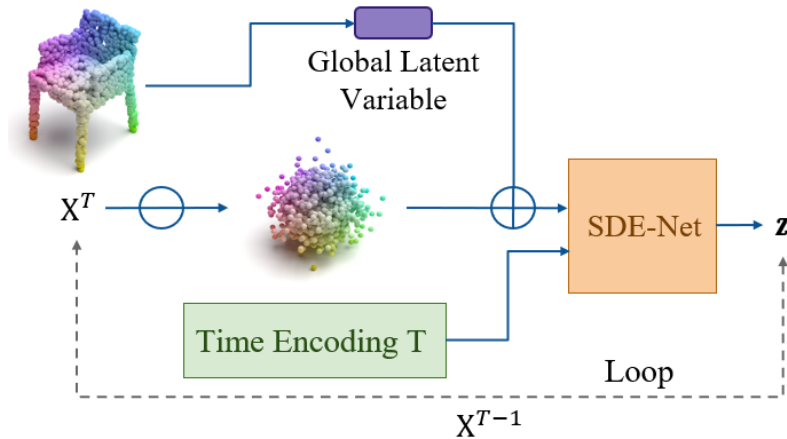 Global Latent
Variable
X^T
SDE-Net
z
Time Encoding T
Loop
X^{T-1}